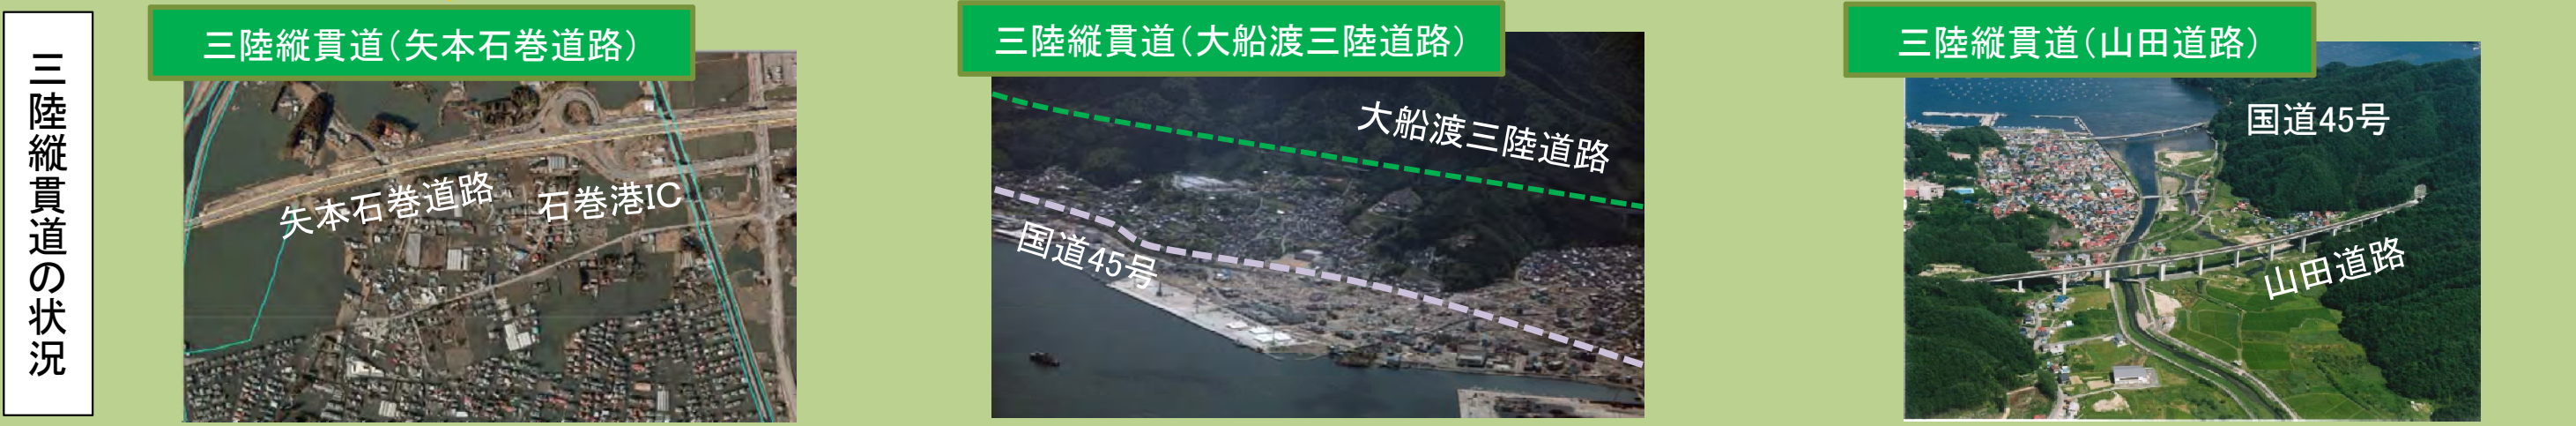 三陸縦貫道の状況
三陸縦貫道(矢本石巻道路)
矢本石巻道路
石巻港IC
三陸縦貫道(大船渡三陸道路)
大船渡三陸道路
国道45号
三陸縦貫道(山田道路)
国道45号
山田道路